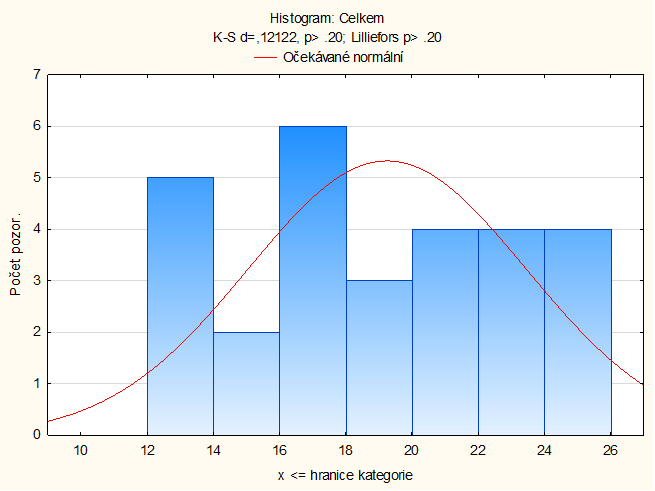 Histogram: Celkem
K-S d=,12122, p> .20; Lilliefors p> .20
Očekávané normální
7
6
5
4
3
2
1
0
Počet pozor.
10 12 14 16 18 20 22 24 26
x <= hranice kategorie